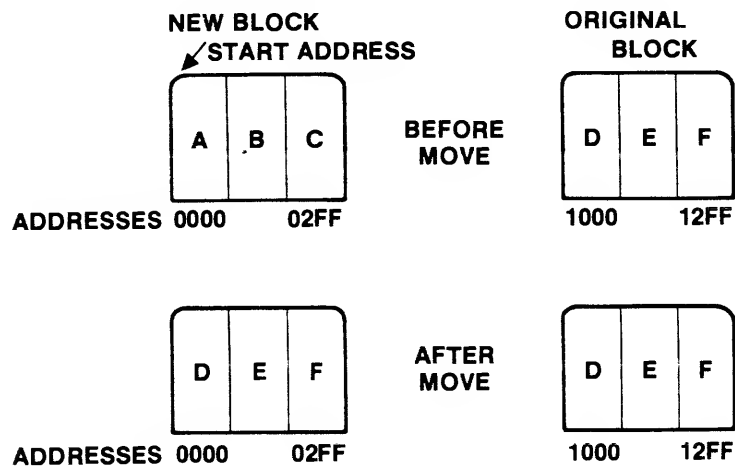 NEW BLOCK
START ADDRESS
ORIGINAL
BLOCK
A B C
BEFORE
MOVE
D E F
ADDRESSES 0000 02FF
1000 12FF
D E F
AFTER
MOVE
D E F
ADDRESSES 0000 02FF
1000 12FF